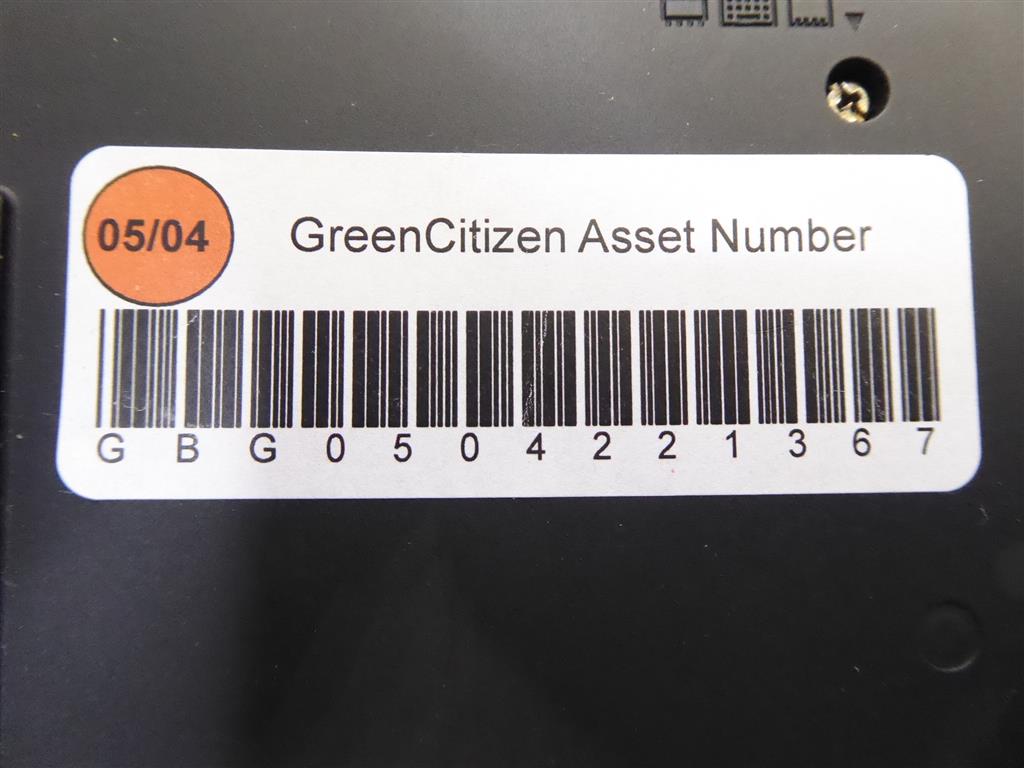 05/04
GreenCitizen Asset Number
GBG0504221367